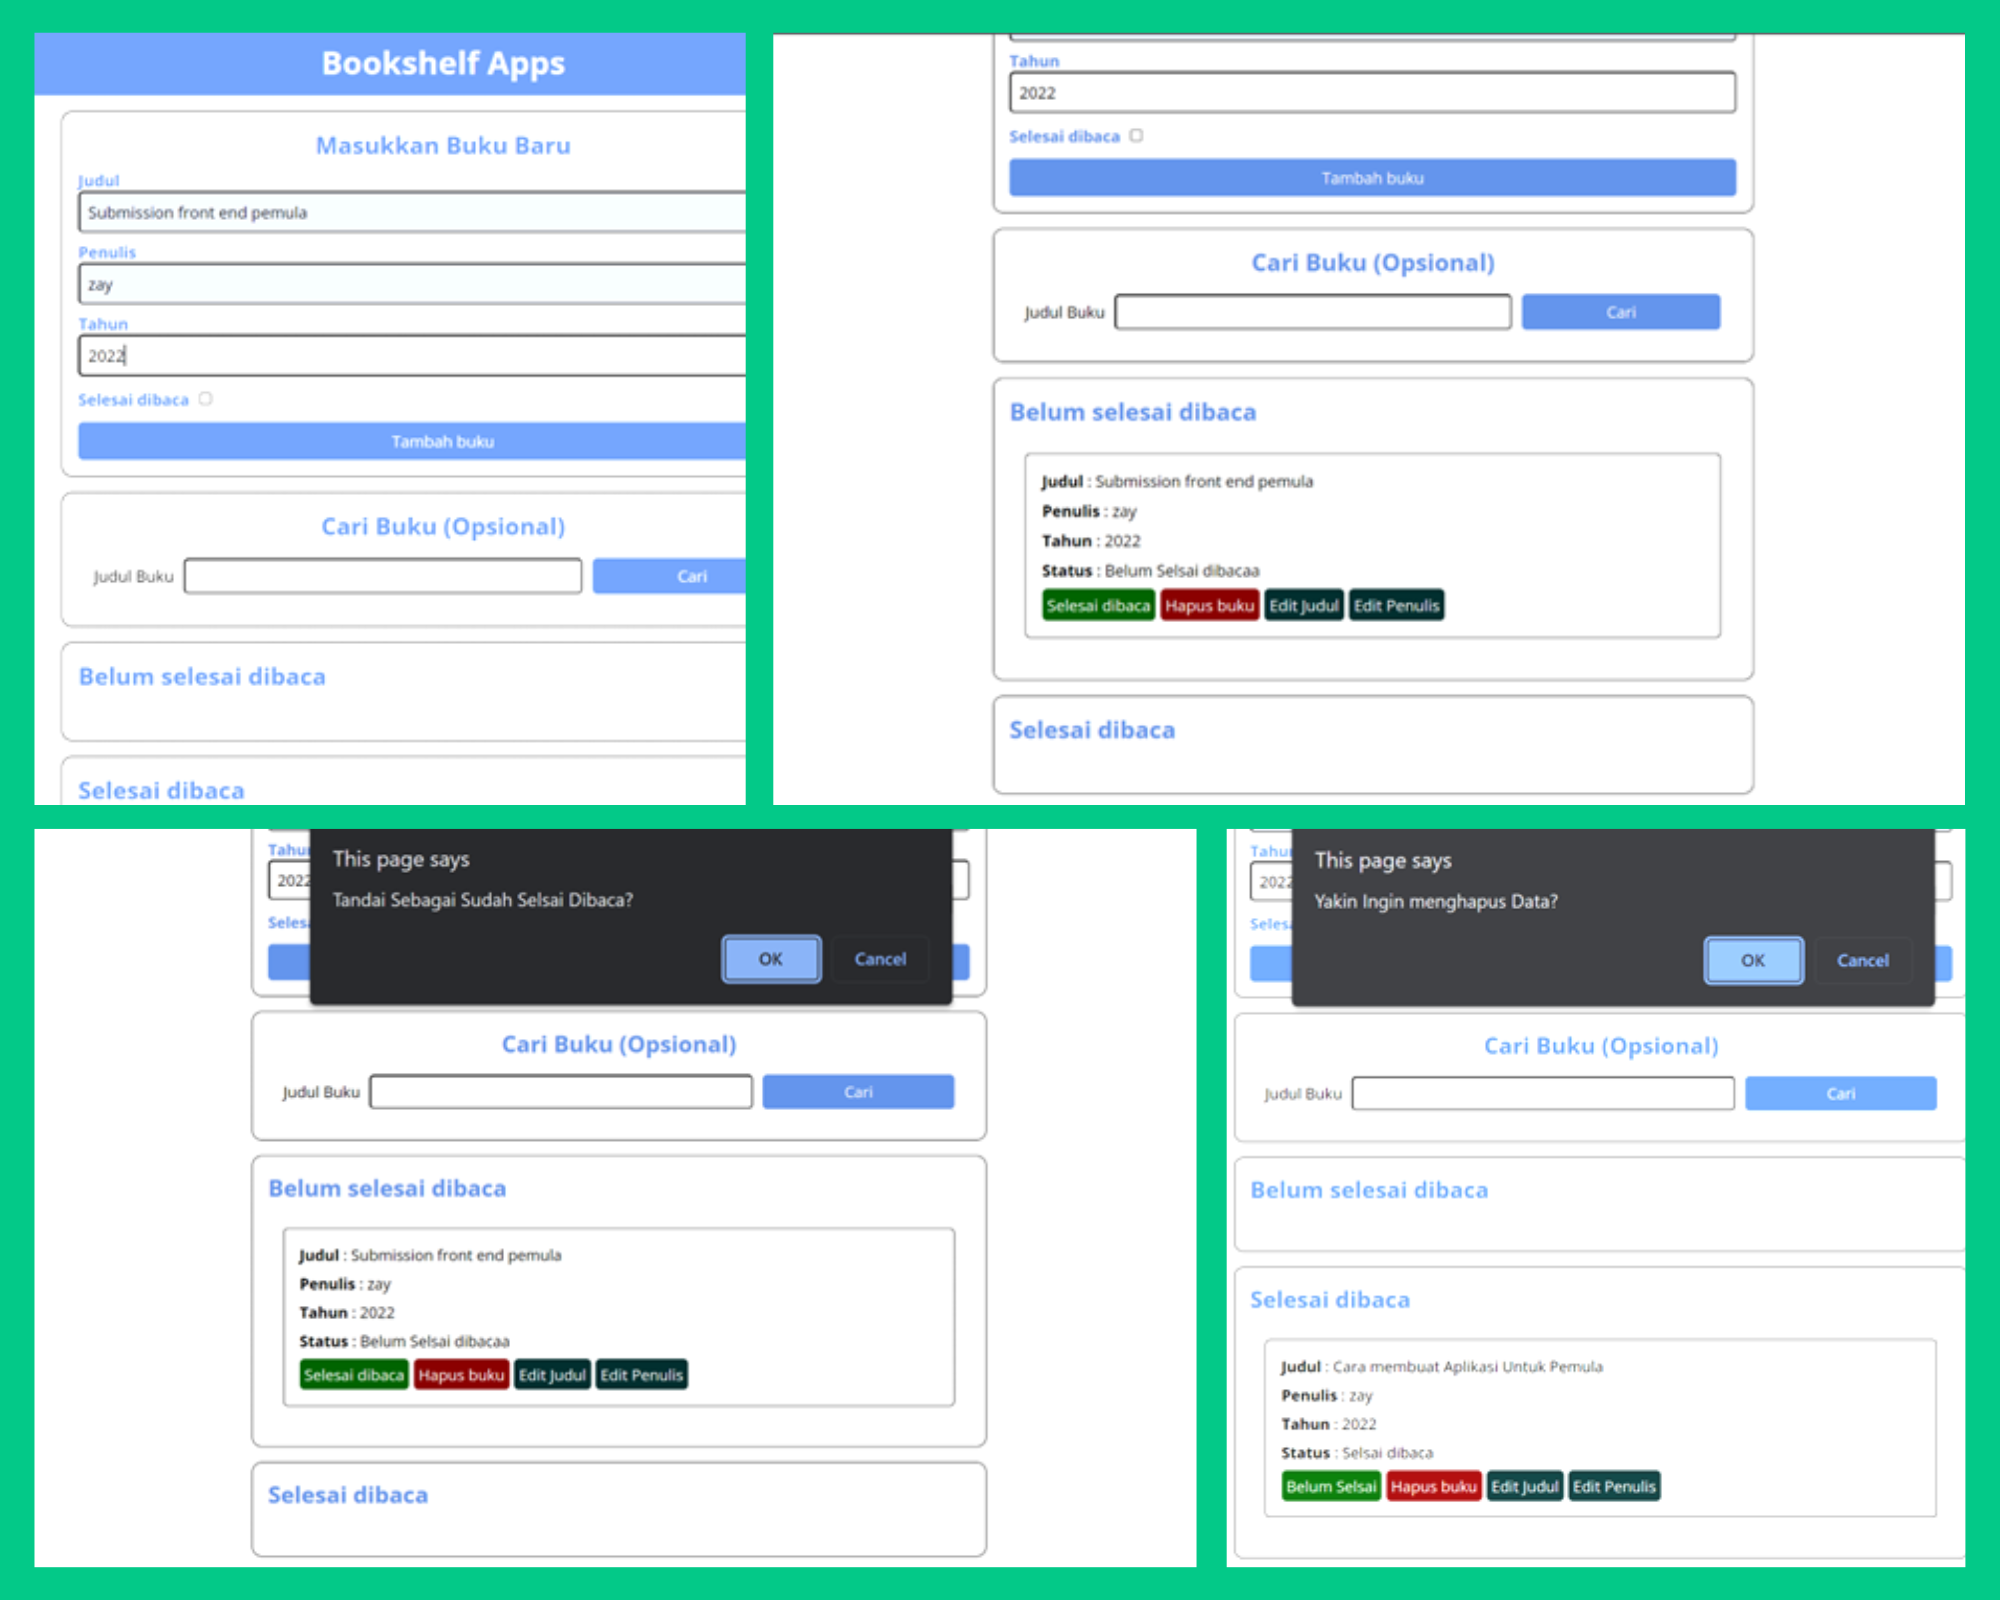 Bookshelf Apps
Masukkan Buku Baru
Judul
Submission front end pemula
Penulis
zay
Tahun
2022
Selesai dibaca
Tambah buku
Cari Buku (Opsional)
Judul Buku Cari
Belum selesai dibaca
Selesai dibaca
Tahun
2022
Selesai dibaca
Tambah buku
Cari Buku (Opsional)
Judul Buku Cari
Belum selesai dibaca
Judul : Submission front end pemula
Penulis : zay
Tahun : 2022
Status : Belum Selsai dibacaa
Selesai dibaca Hapus buku Edit Judul Edit Penulis
Selesai dibaca
Tahu
2022
Seles
This page says
Tandai Sebagai Sudah Selsai Dibaca?
OK Cancel
Cari Buku (Opsional)
Judul Buku Cari
Belum selesai dibaca
Judul : Submission front end pemula
Penulis : zay
Tahun : 2022
Status : Belum Selsai dibacaa
Selesai dibaca Hapus buku Edit Judul Edit Penulis
Selesai dibaca
Tahu
2022
Seles
This page says
Yakin Ingin menghapus Data?
OK Cancel
Cari Buku (Opsional)
Judul Buku Cari
Belum selesai dibaca
Selesai dibaca
Judul : Cara membuat Aplikasi Untuk Pemula
Penulis : zay
Tahun : 2022
Status : Selsai dibaca
Belum Selsai Hapus buku Edit Judul Edit Penulis